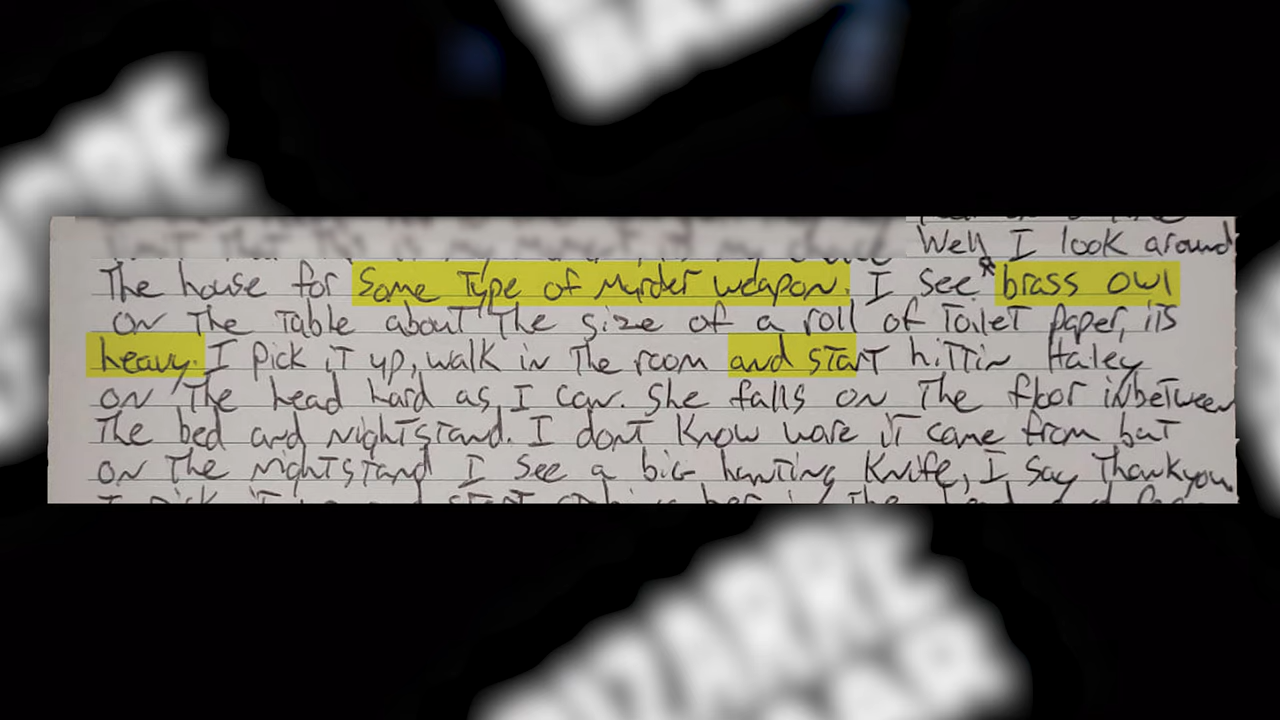 Well I look around
The house for Some Type of Murder weapon. I see * brass owl
on The Table about The size of a roll of Toilet paper, its
heavy. I pick it up, walk in The room and start hittin Haley
on The head hard as I can. She falls on The floor inbetween
The bed and nightstand. I dont Know ware it came from but
on The nightstand I see a big hunting Knife, I say Thankyou
I pick